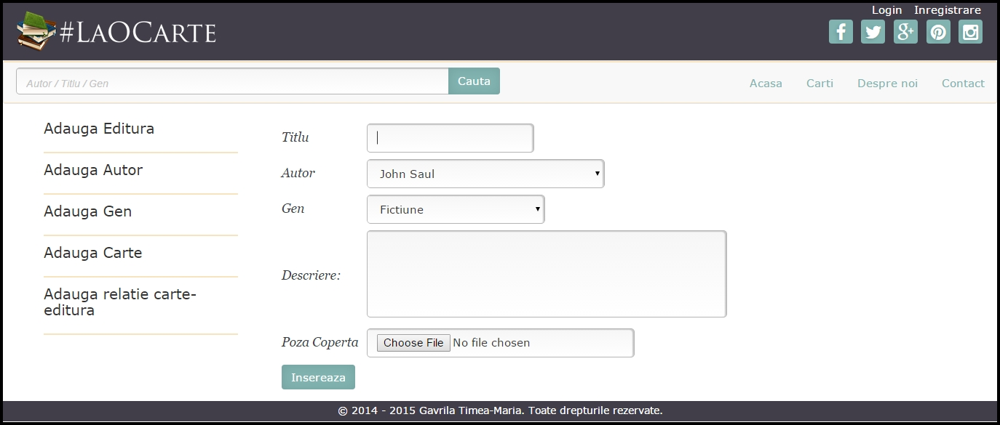 Login Inregistrare
#LAOCARTE
Autor / Titlu / Gen Cauta
Acasa Carti Despre noi Contact
Adauga Editura
Adauga Autor
Adauga Gen
Adauga Carte
Adauga relatie carte-
editura
Titlu
Autor John Saul
Gen Fictiune
Descriere:
Poza Coperta Choose File No file chosen
Insereaza
© 2014 - 2015 Gavrila Timea-Maria. Toate drepturile rezervate.